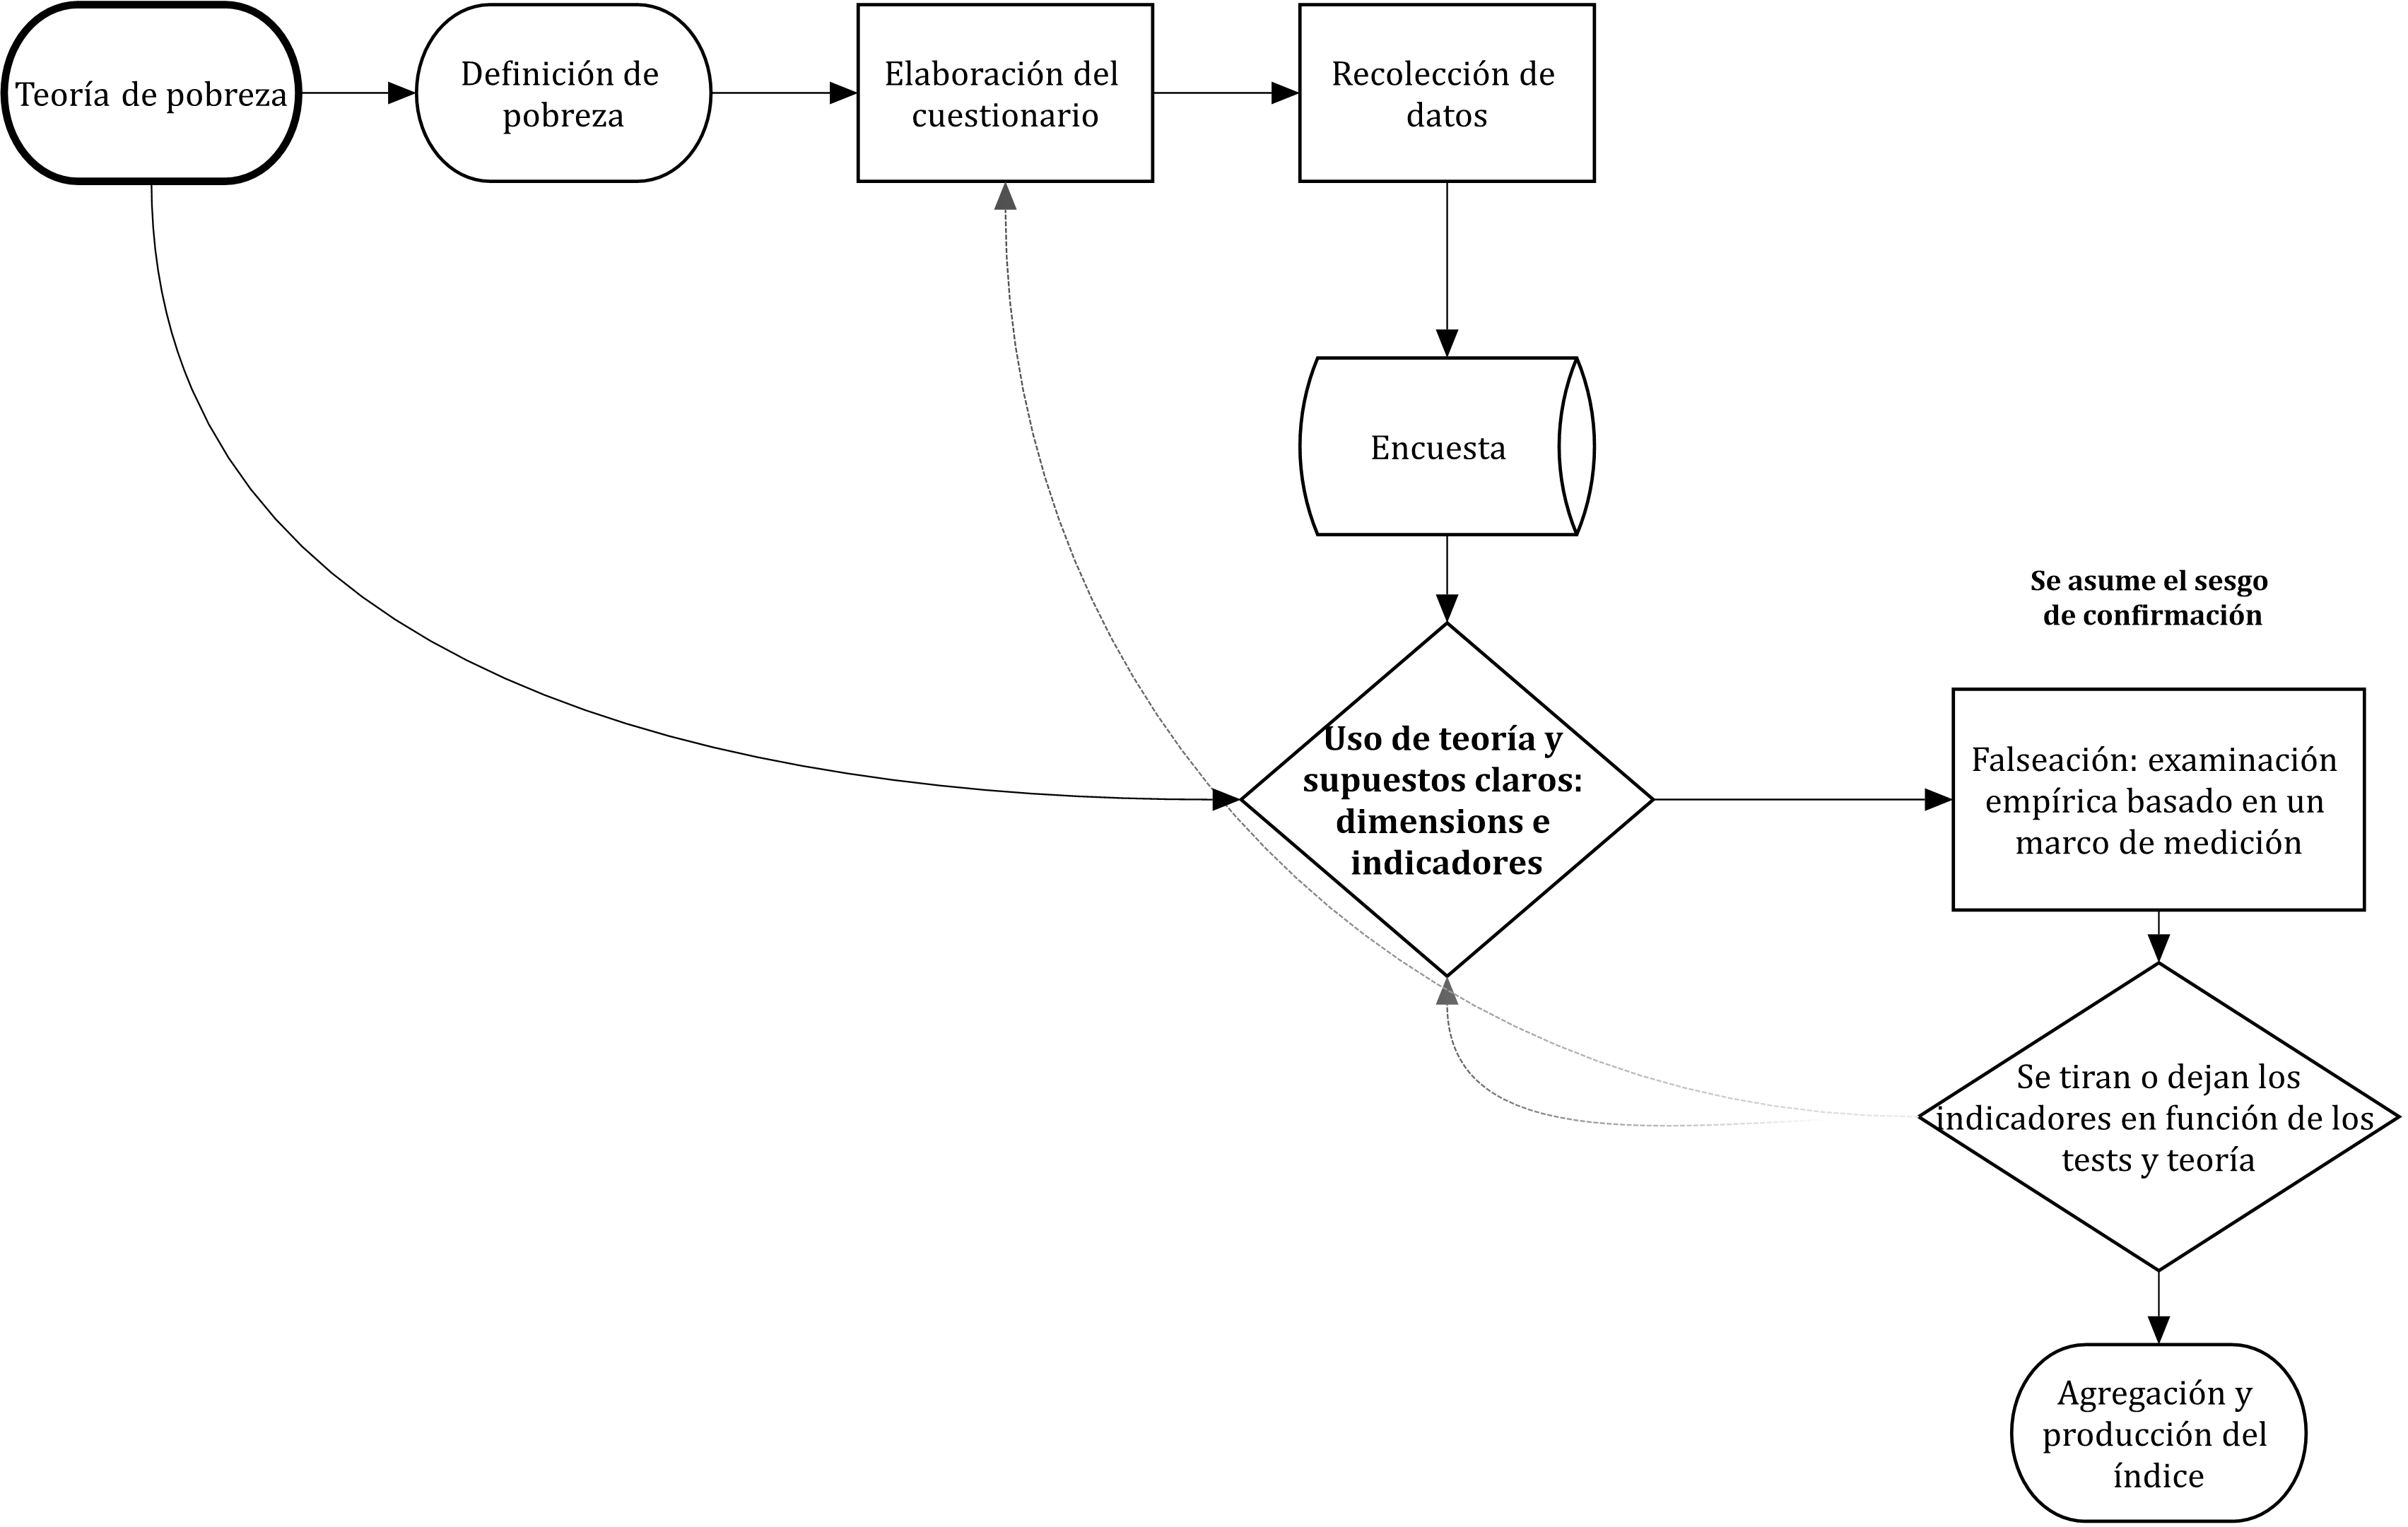 Teoría de pobreza
Definición de
pobreza
Elaboración del
cuestionario
Recolección de
datos
Encuesta
Se asume el sesgo
de confirmación
Uso de teoría y
supuestos claros:
dimensions e
indicadores
Falseación: examinación
empírica basado en un
marco de medición
Se tiran o dejan los
indicadores en función de los
tests y teoría
Agregación y
producción del
índice